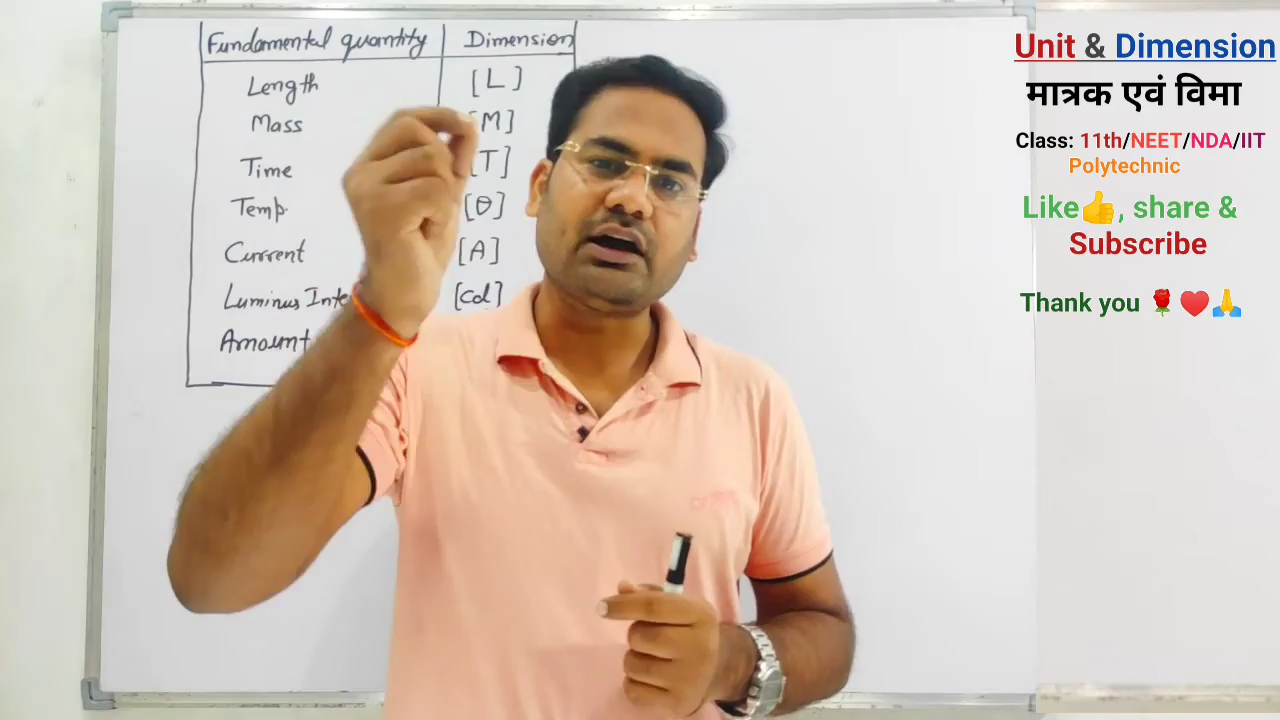 Fundamental quantity Dimension
Length [L]
Mass [M]
Time [T]
Temp. [θ]
Current [A]
Luminus Inte [Cd]
Amount
Unit & Dimension
मात्रक एवं विमा
Class: 11th/NEET/NDA/IIT
Polytechnic
Like👍, share &
Subscribe
Thank you 🌹♥️🙏